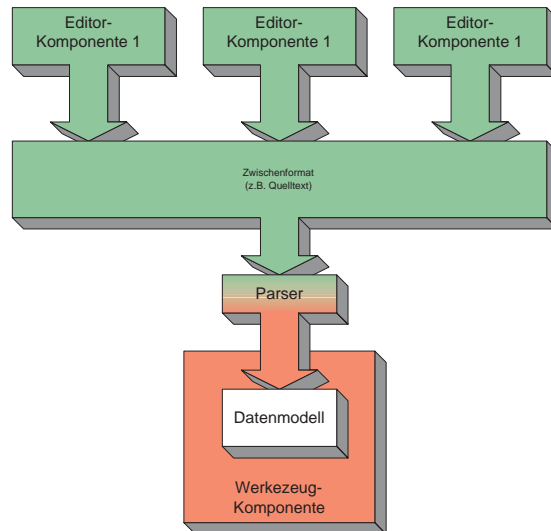 Editor-
Komponente 1
Editor-
Komponente 1
Editor-
Komponente 1
Zwischenformat
(z.B. Quelltext)
Parser
Datenmodell
Werkezeug-
Komponente